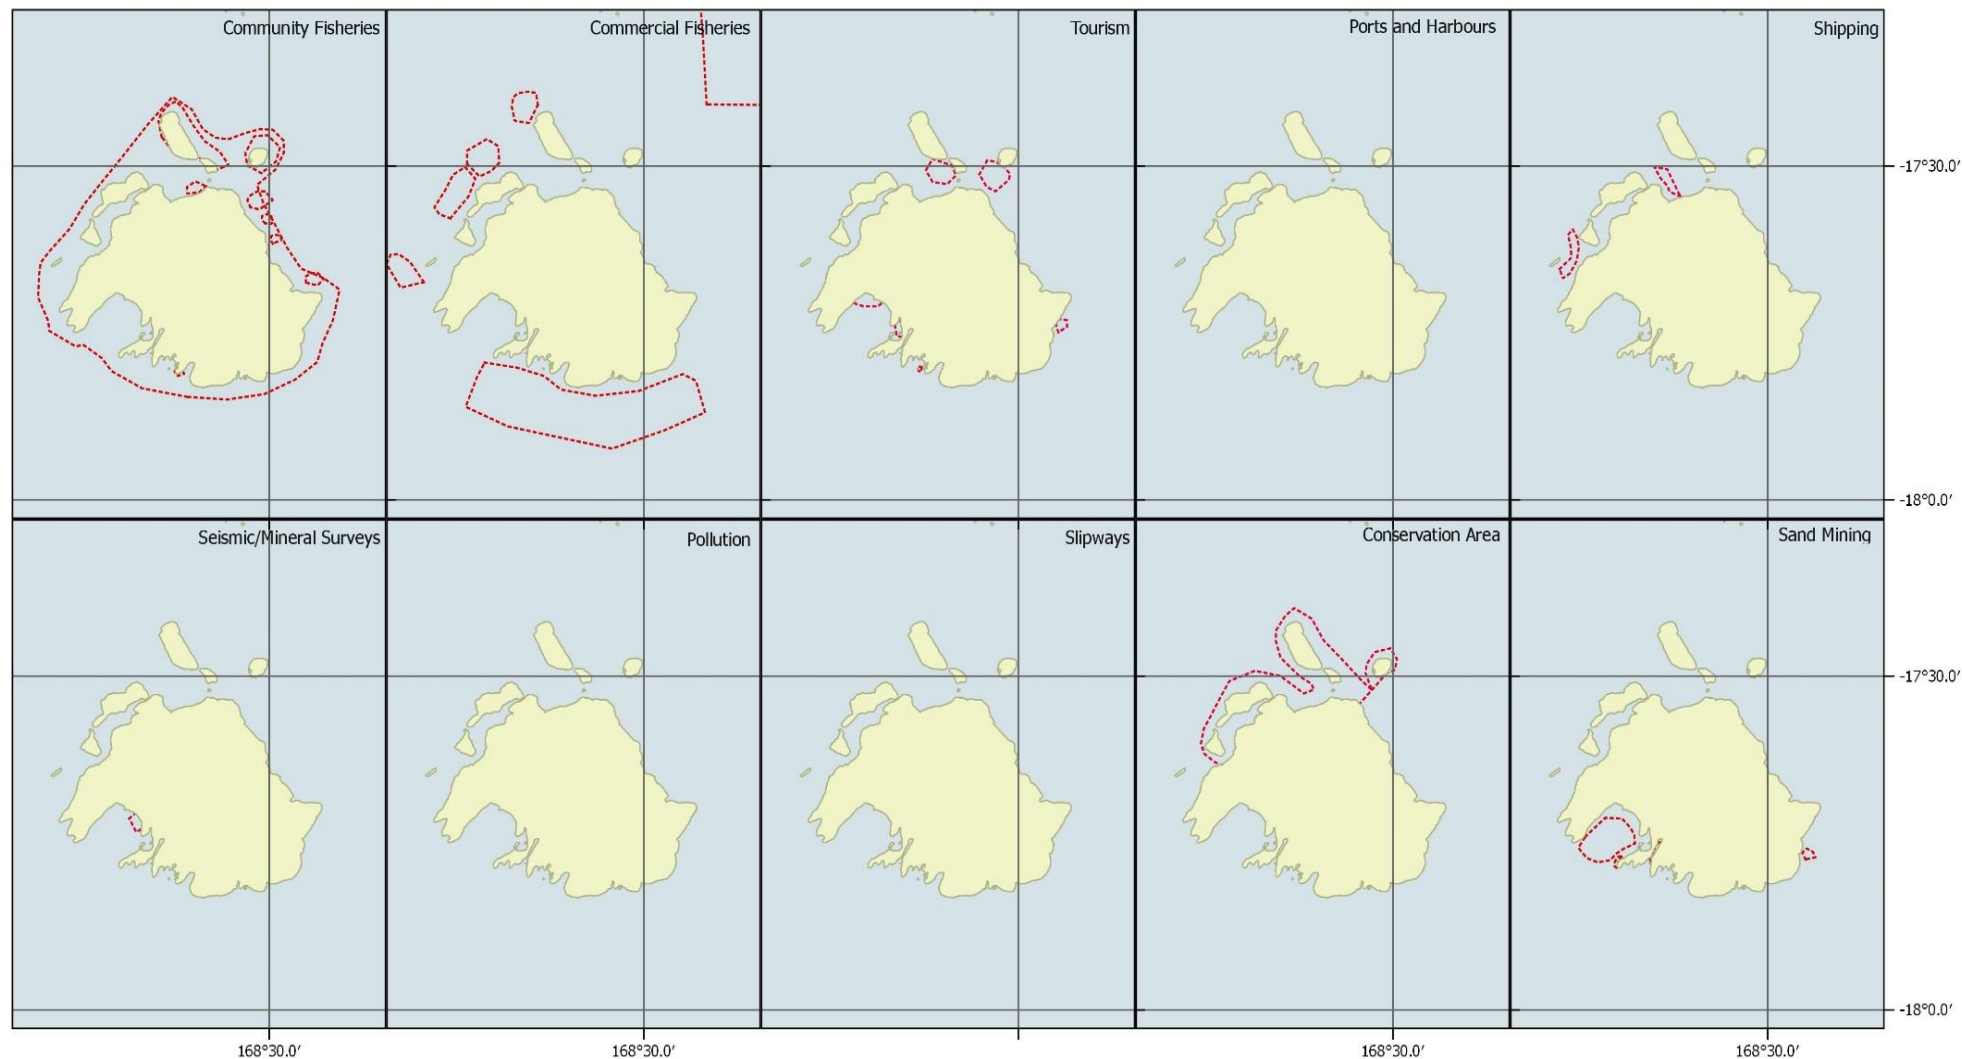 Community Fisheries
Commercial Fisheries
Tourism
Ports and Harbours
Shipping
-17°30.0′
-18°0.0′
Seismic/Mineral Surveys
Pollution
Slipways
Conservation Area
Sand Mining
-17°30.0′
-18°0.0′
168°30.0′
168°30.0′
168°30.0′
168°30.0′